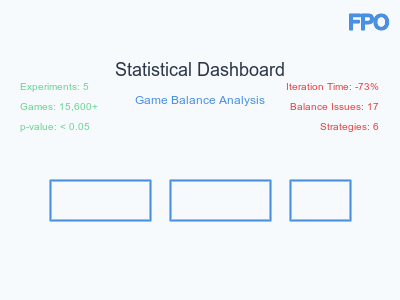 FPO
Statistical Dashboard
Experiments: 5
Iteration Time: -73%
Game Balance Analysis
Games: 15,600+
Balance Issues: 17
p-value: < 0.05
Strategies: 6